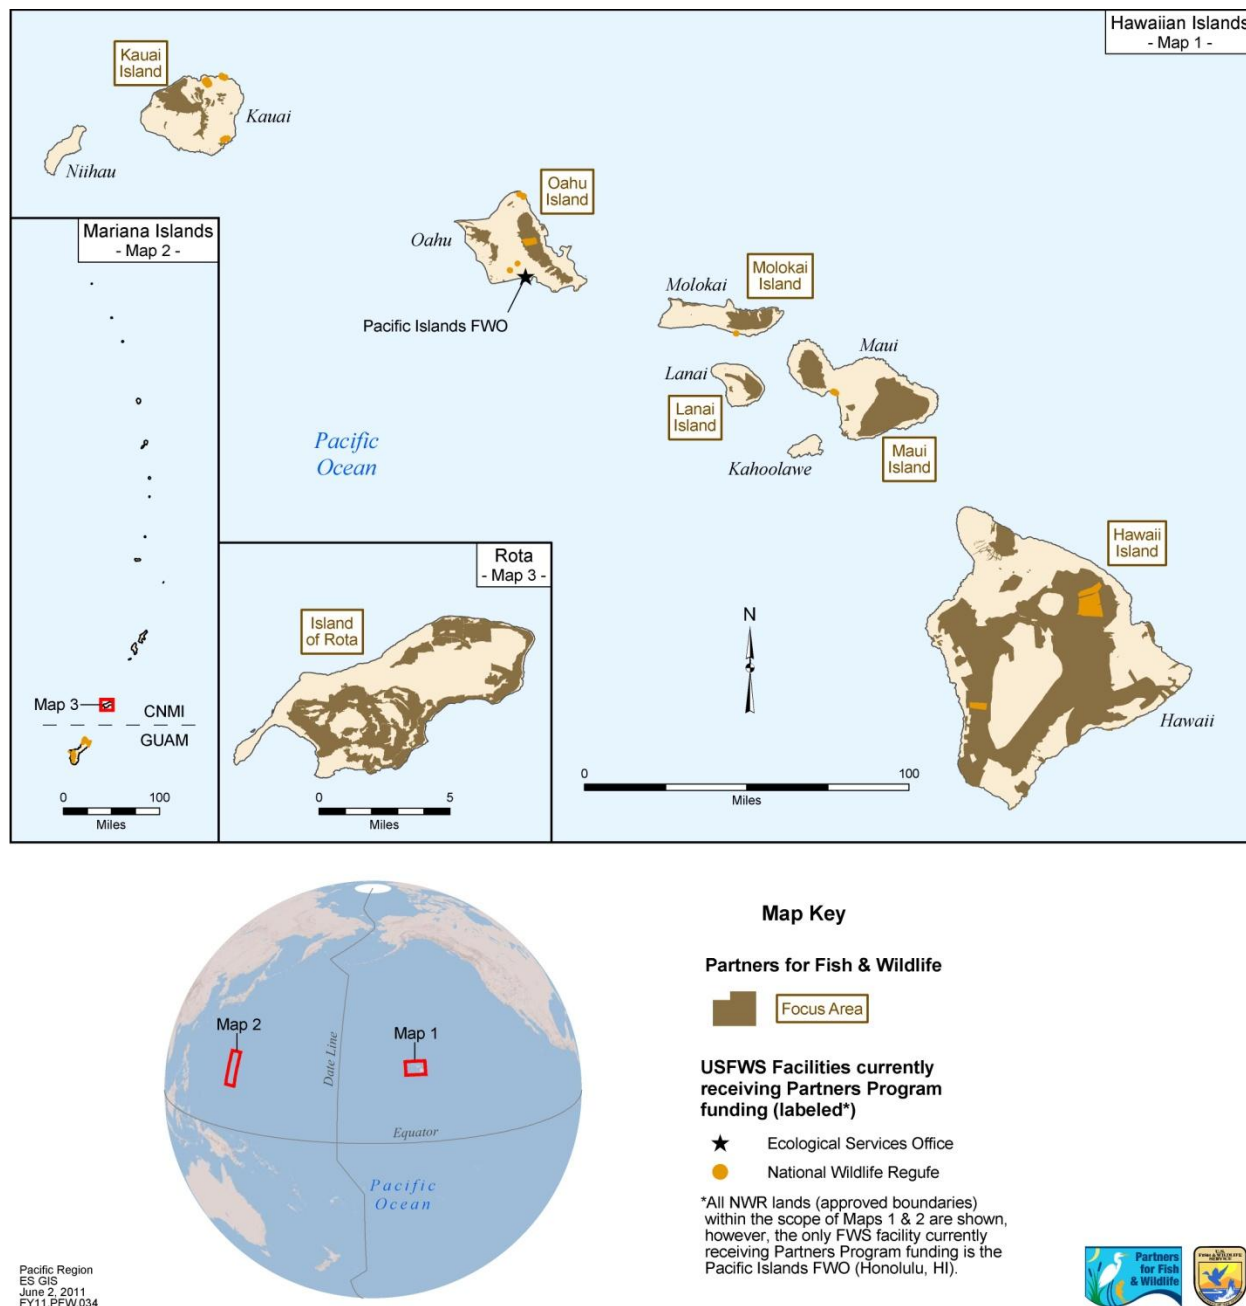 Hawaiian Islands
- Map 1 -
Kauai
Island
Kauai
Niihau
Oahu
Island
Oahu
Pacific Islands FWO
Molokai
Molokai
Island
Maui
Lanai
Lanai
Island
Kahoolawe
Maui
Island
Pacific
Ocean
Hawaii
Island
Hawaii
N
0
100
Miles
Mariana Islands
- Map 2 -
Map 3
CNMI
GUAM
0
100
Miles
Rota
- Map 3 -
Island
of Rota
0
5
Miles
Map 2
Map 1
Date Line
Equator
Pacific
Ocean
Map Key
Partners for Fish & Wildlife
Focus Area
USFWS Facilities currently
receiving Partners Program
funding (labeled*)
Ecological Services Office
National Wildlife Regufe
*All NWR lands (approved boundaries)
within the scope of Maps 1 & 2 are shown,
however, the only FWS facility currently
receiving Partners Program funding is the
Pacific Islands FWO (Honolulu, HI).
Pacific Region
ES GIS
June 2, 2011
FY11.PFW.034
Partners
for Fish
& Wildlife
U.S.
FISH & WILDLIFE
SERVICE